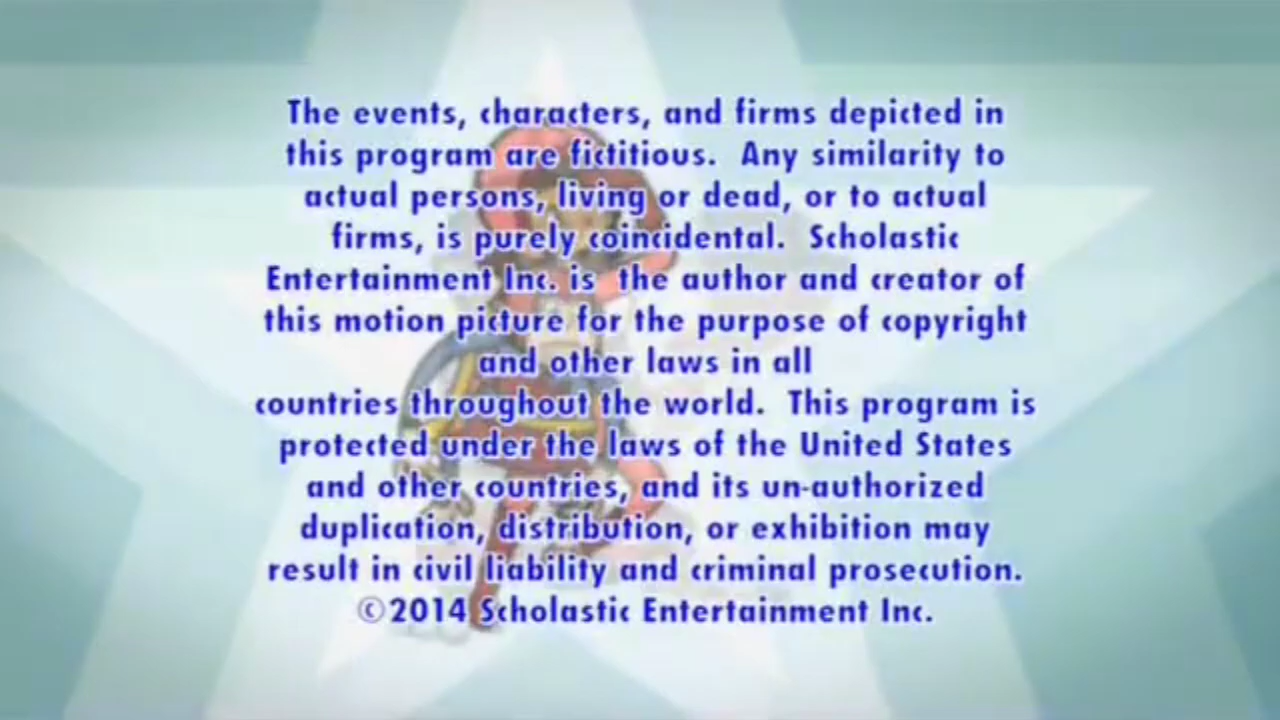 The events, characters, and firms depicted in
this program are fictitious.  Any similarity to
actual persons, living or dead, or to actual
firms, is purely coincidental.  Scholastic
Entertainment Inc. is  the author and creator of
this motion picture for the purpose of copyright
and other laws in all
countries throughout the world.  This program is
protected under the laws of the United States
and other countries, and its un-authorized
duplication, distribution, or exhibition may
result in civil liability and criminal prosecution.
©2014 Scholastic Entertainment Inc.